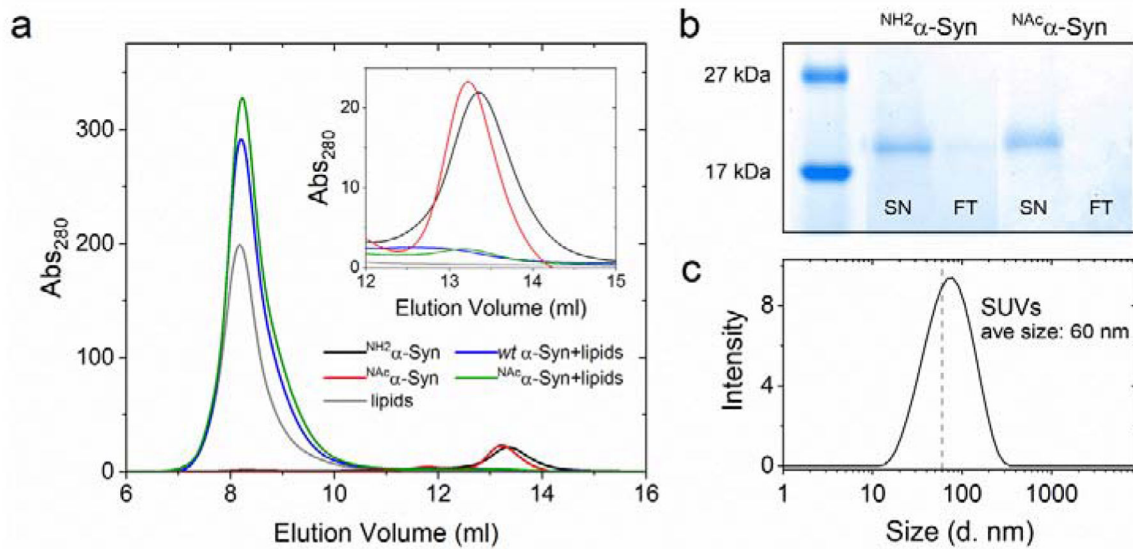 a
Abs280
300
200
100
0
6
8
10
12
14
16
Elution Volume (ml)
Abs280
20
10
0
12
13
14
15
Elution Volume (ml)
NH2α-Syn
wt α-Syn+lipids
NAcα-Syn
NAcα-Syn+lipids
lipids
b
NH2α-Syn NAcα-Syn
27 kDa
17 kDa
SN FT SN FT
c
Intensity
8
4
0
SUVs
ave size: 60 nm
1
10
100
1000
Size (d. nm)